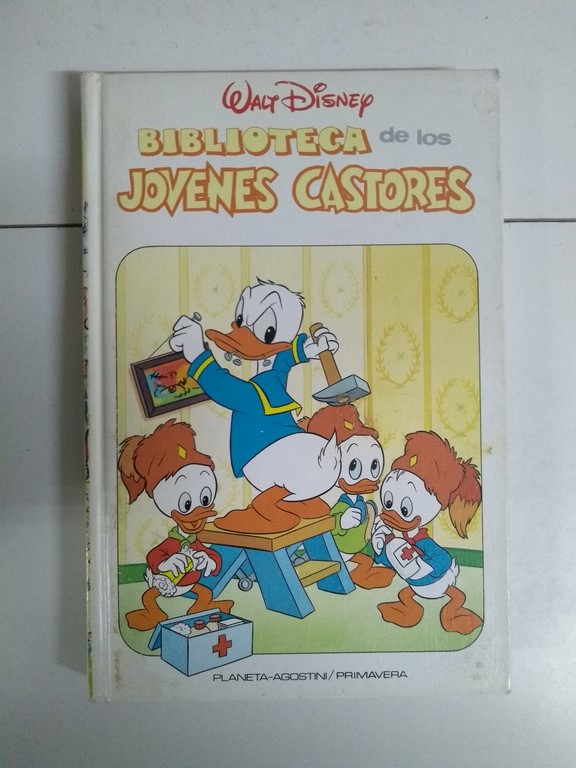 WALT DISNEY
BIBLIOTECA de los
JOVENES CASTORES
PLANETA-AGOSTINI/PRIMAVERA